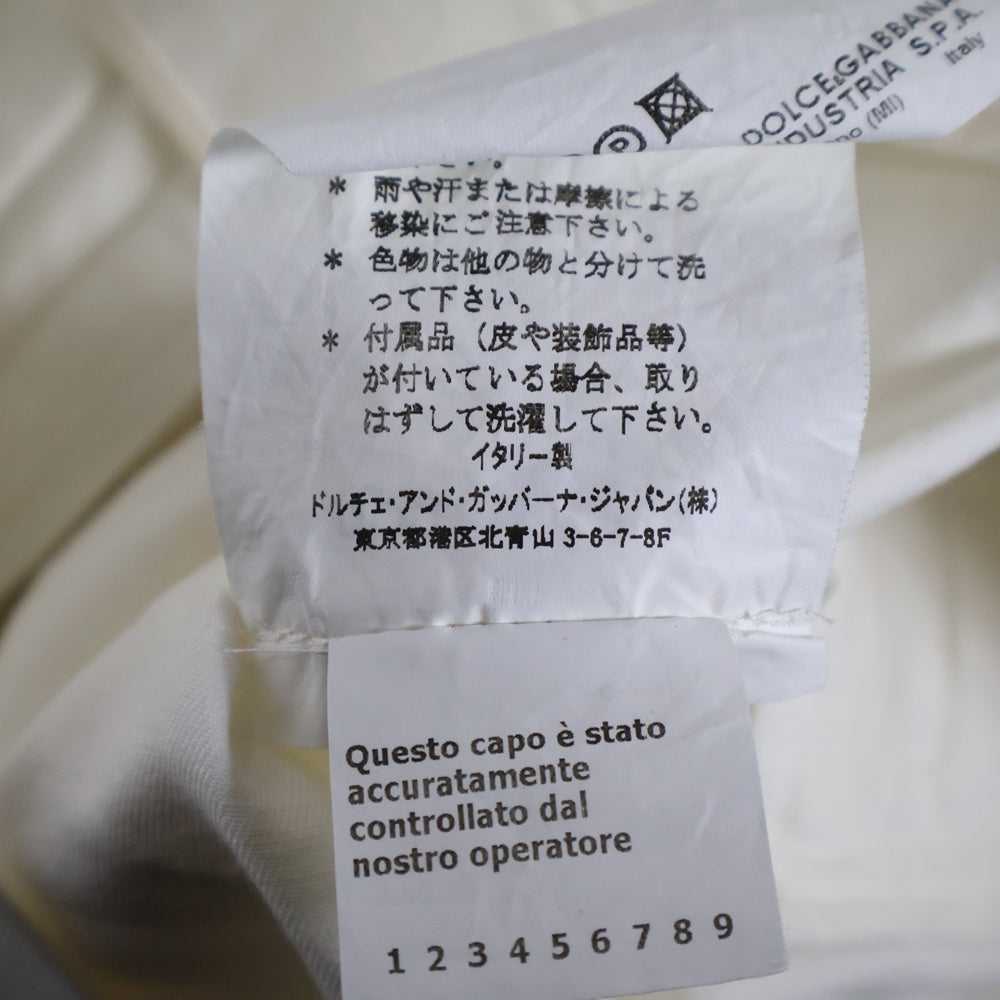 DOLCE&GABBANA
INDUSTRIA S.P.A.
(MI) Italy
P
さい。
* 雨や汗または摩擦による
移染にご注意下さい。
* 色物は他の物と分けて洗
って下さい。
* 付属品（皮や装飾品等）
が付いている場合、取り
はずして洗濯して下さい。
イタリー製
ドルチェ・アンド・ガッバーナ・ジャパン(株)
東京都港区北青山 3-6-7-8F
Questo capo è stato
accuratamente
controllato dal
nostro operatore
1 2 3 4 5 6 7 8 9